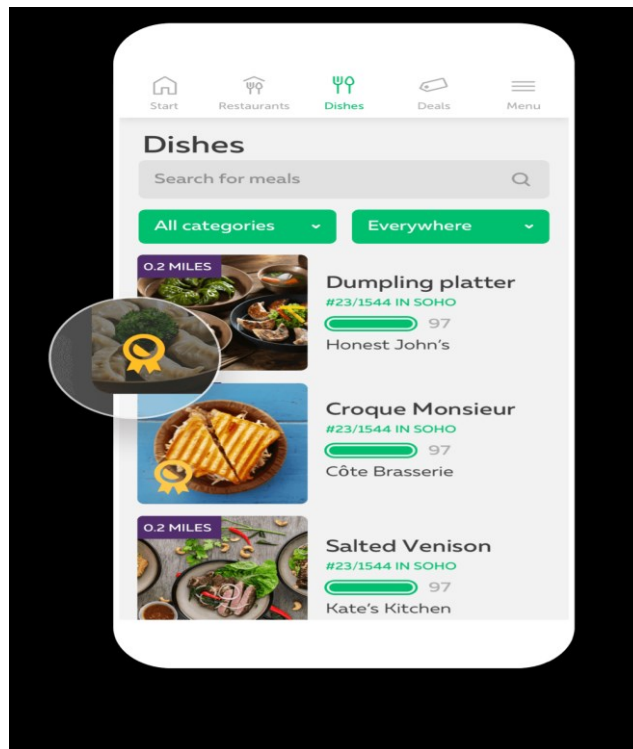 Start
Restaurants
Dishes
Deals
Menu
Dishes
Search for meals
All categories
Everywhere
0.2 MILES
Dumpling platter
#23/1544 IN SOHO
97
Honest John's
Croque Monsieur
#23/1544 IN SOHO
97
Côte Brasserie
0.2 MILES
Salted Venison
#23/1544 IN SOHO
97
Kate's Kitchen